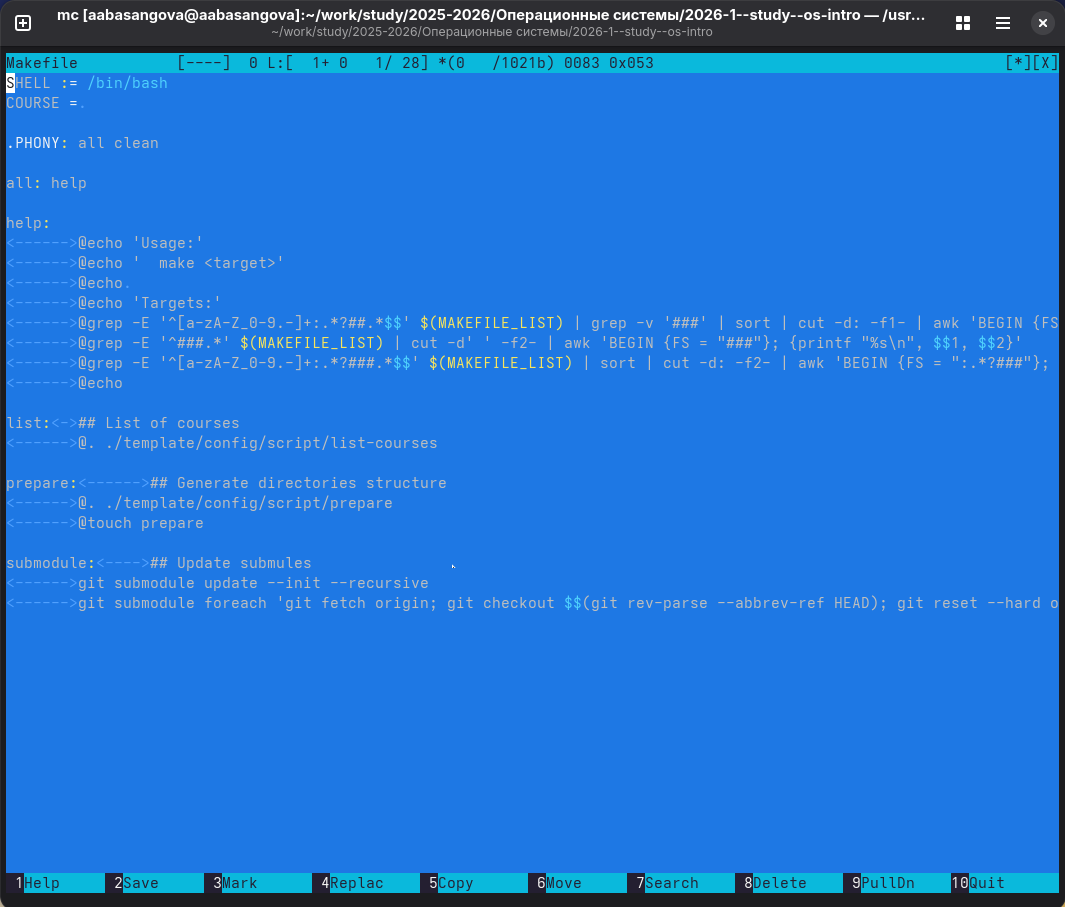 mc [aabasangova@aabasangova]:~/work/study/2025-2026/Операционные системы/2026-1--study--os-intro — /usr...
~/work/study/2025-2026/Операционные системы/2026-1--study--os-intro
Makefile           [----]  0 L:[  1+ 0   1/ 28] *(0   /1021b) 0083 0x053                                       [*][X]
SHELL := /bin/bash
COURSE =.
.PHONY: all clean
all: help
help:
<------>@echo 'Usage:'
<------>@echo '  make <target>'
<------>@echo.
<------>@echo 'Targets:'
<------>@grep -E '^[a-zA-Z_0-9.-]+:.*?##.*$$' $(MAKEFILE_LIST) | grep -v '###' | sort | cut -d: -f1- | awk 'BEGIN {FS
<------>@grep -E '^###.*' $(MAKEFILE_LIST) | cut -d' ' -f2- | awk 'BEGIN {FS = "###"}; {printf "%s\n", $$1, $$2}'
<------>@grep -E '^[a-zA-Z_0-9.-]+:.*?###.*$$' $(MAKEFILE_LIST) | sort | cut -d: -f2- | awk 'BEGIN {FS = ":.*?###"};
<------>@echo
list:<->## List of courses
<------>@. ./template/config/script/list-courses
prepare:<------>## Generate directories structure
<------>@. ./template/config/script/prepare
<------>@touch prepare
submodule:<---->## Update submules
<------>git submodule update --init --recursive
<------>git submodule foreach 'git fetch origin; git checkout $$(git rev-parse --abbrev-ref HEAD); git reset --hard o
1Help 2Save 3Mark 4Replac 5Copy 6Move 7Search 8Delete 9PullDn 10Quit